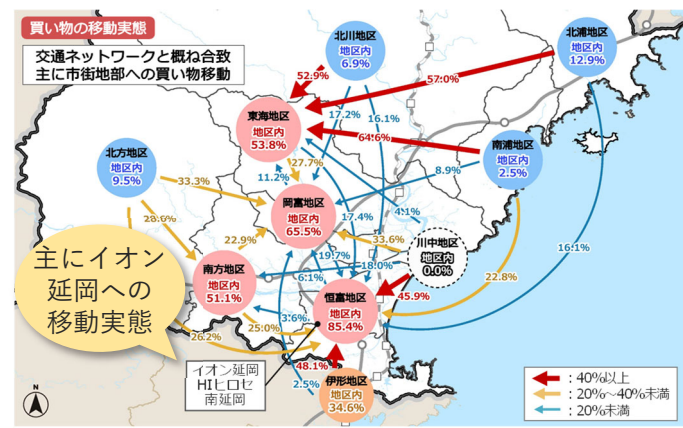 買い物の移動実態
交通ネットワークと概ね合致
主に市街地部への買い物移動
北川地区
地区内
6.9%
北浦地区
地区内
12.9%
52.9%
57.0%
17.2%
16.1%
東海地区
地区内
53.8%
64.6%
南浦地区
地区内
2.5%
北方地区
地区内
9.5%
27.7%
11.2%
8.9%
33.3%
岡富地区
地区内
65.5%
17.4%
4.1%
28.6%
22.9%
33.6%
川中地区
地区内
0.0%
16.1%
主にイオン
延岡への
移動実態
南方地区
地区内
51.1%
19.7%
18.0%
6.1%
22.8%
恒富地区
地区内
85.4%
45.9%
3.6%
25.0%
26.2%
イオン延岡
HIヒロセ
南延岡
48.1%
2.5%
伊形地区
地区内
34.6%
N
:40%以上
:20%~40%未満
:20%未満